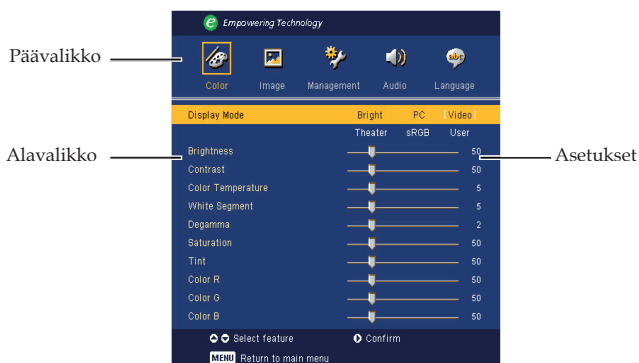 Empowering Technology
Päävalikko
Color Image Management Audio Language
Display Mode Bright PC [Video]
Theater sRGB User
Alavalikko
Asetukset
Brightness 50
Contrast 50
Color Temperature 5
White Segment 5
Degamma 2
Saturation 50
Tint 50
Color R 50
Color G 50
Color B 50
Select feature Confirm
MENU Return to main menu